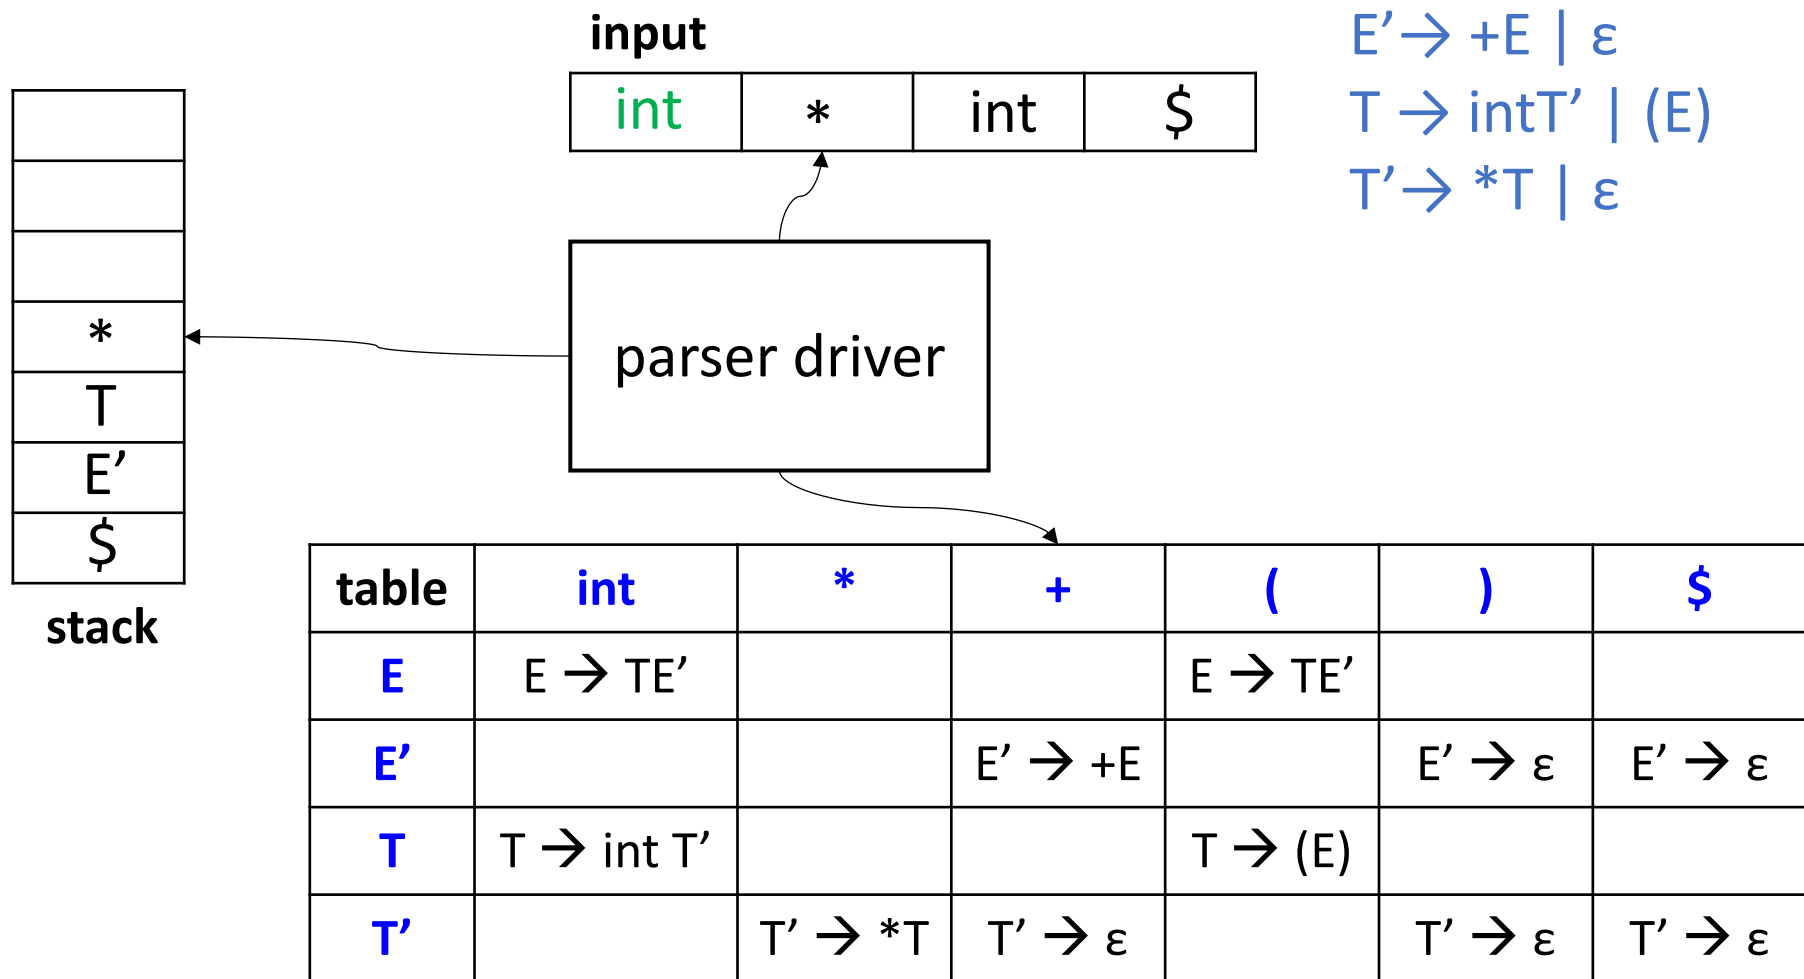 input
int * int $
E’→ +E | ε
T → intT’ | (E)
T’→ *T | ε
*
T
E’
$
stack
parser driver
table int * + ( ) $
E E → TE’ E → TE’
E’ E’ → +E E’ → ε E’ → ε
T T → int T’ T → (E)
T’ T’ → *T T’ → ε T’ → ε T’ → ε